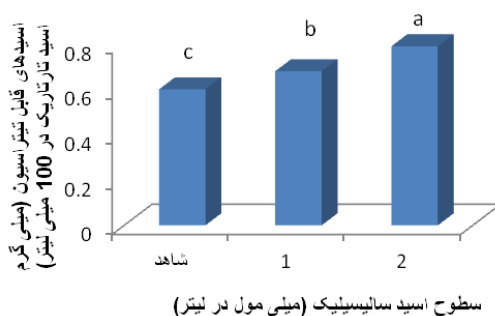 اسیدهای قابل تیتراسیون (میلی گرم
اسید تارتاریک در 100 میلی لیتر)
0.8
0.6
0.4
0.2
0
c
b
a
شاهد
1
2
سطوح اسید سالیسیلیک (میلی مول در لیتر)